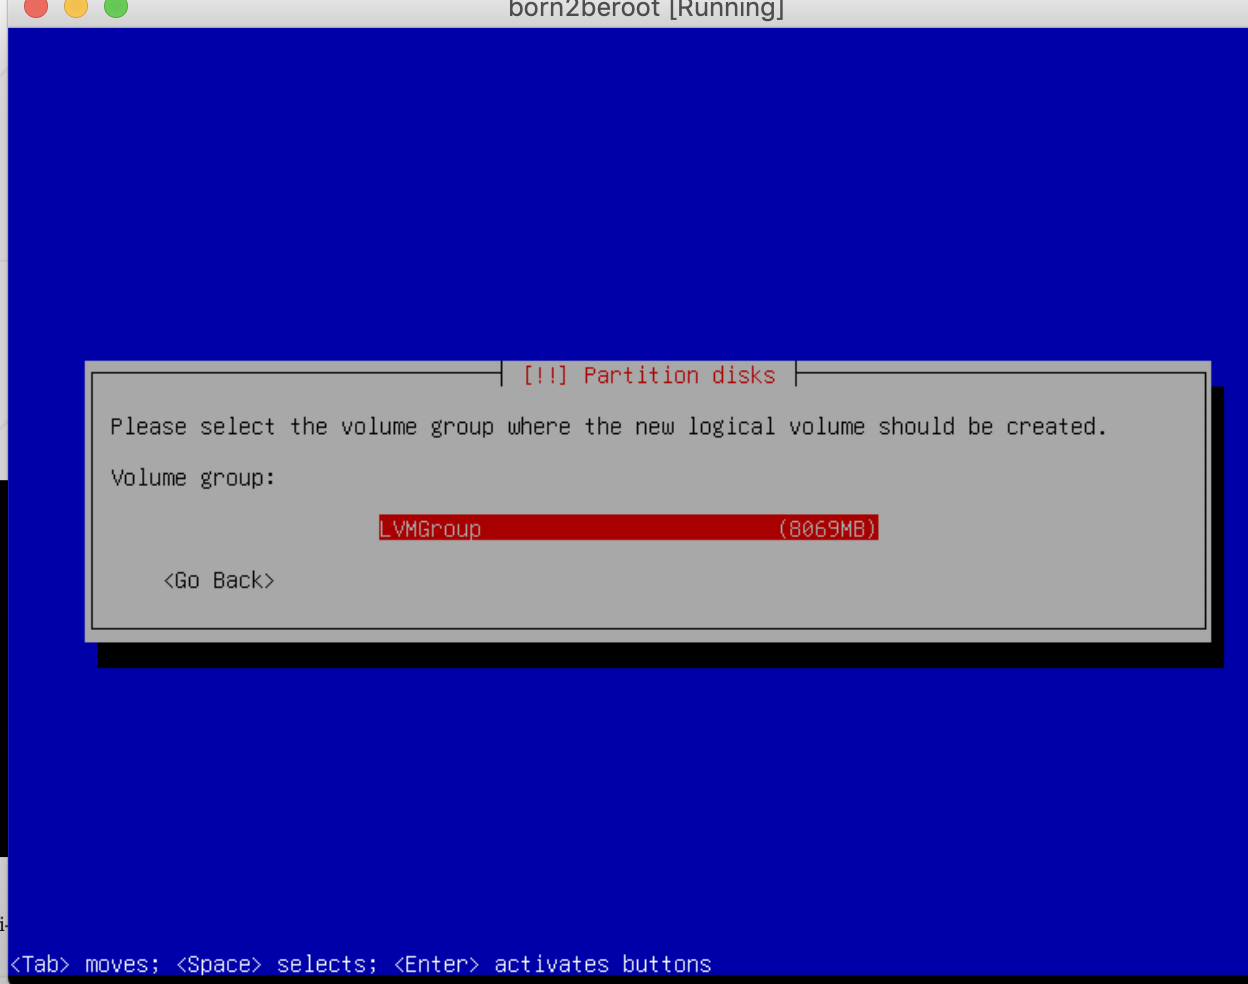 born2beroot [Running]
[!!] Partition disks
Please select the volume group where the new logical volume should be created.
Volume group:
LVMGroup (8069MB)
<Go Back>
i-
<Tab> moves; <Space> selects; <Enter> activates buttons